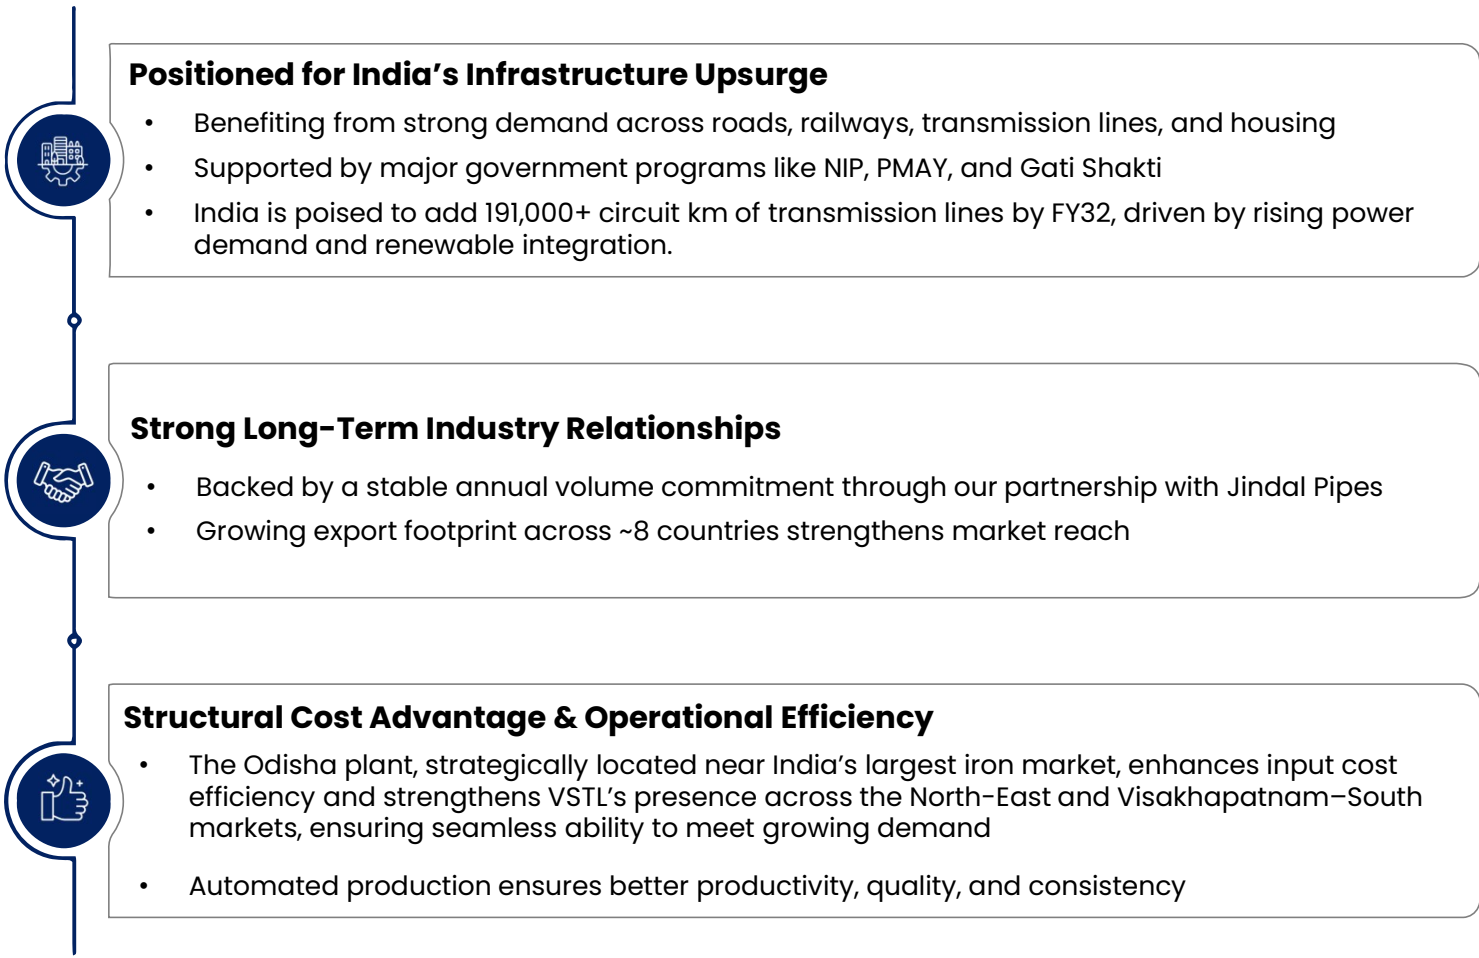 Positioned for India’s Infrastructure Upsurge
• Benefiting from strong demand across roads, railways, transmission lines, and housing
• Supported by major government programs like NIP, PMAY, and Gati Shakti
• India is poised to add 191,000+ circuit km of transmission lines by FY32, driven by rising power
demand and renewable integration.
Strong Long-Term Industry Relationships
• Backed by a stable annual volume commitment through our partnership with Jindal Pipes
• Growing export footprint across ~8 countries strengthens market reach
Structural Cost Advantage & Operational Efficiency
• The Odisha plant, strategically located near India’s largest iron market, enhances input cost
efficiency and strengthens VSTL’s presence across the North-East and Visakhapatnam–South
markets, ensuring seamless ability to meet growing demand
• Automated production ensures better productivity, quality, and consistency